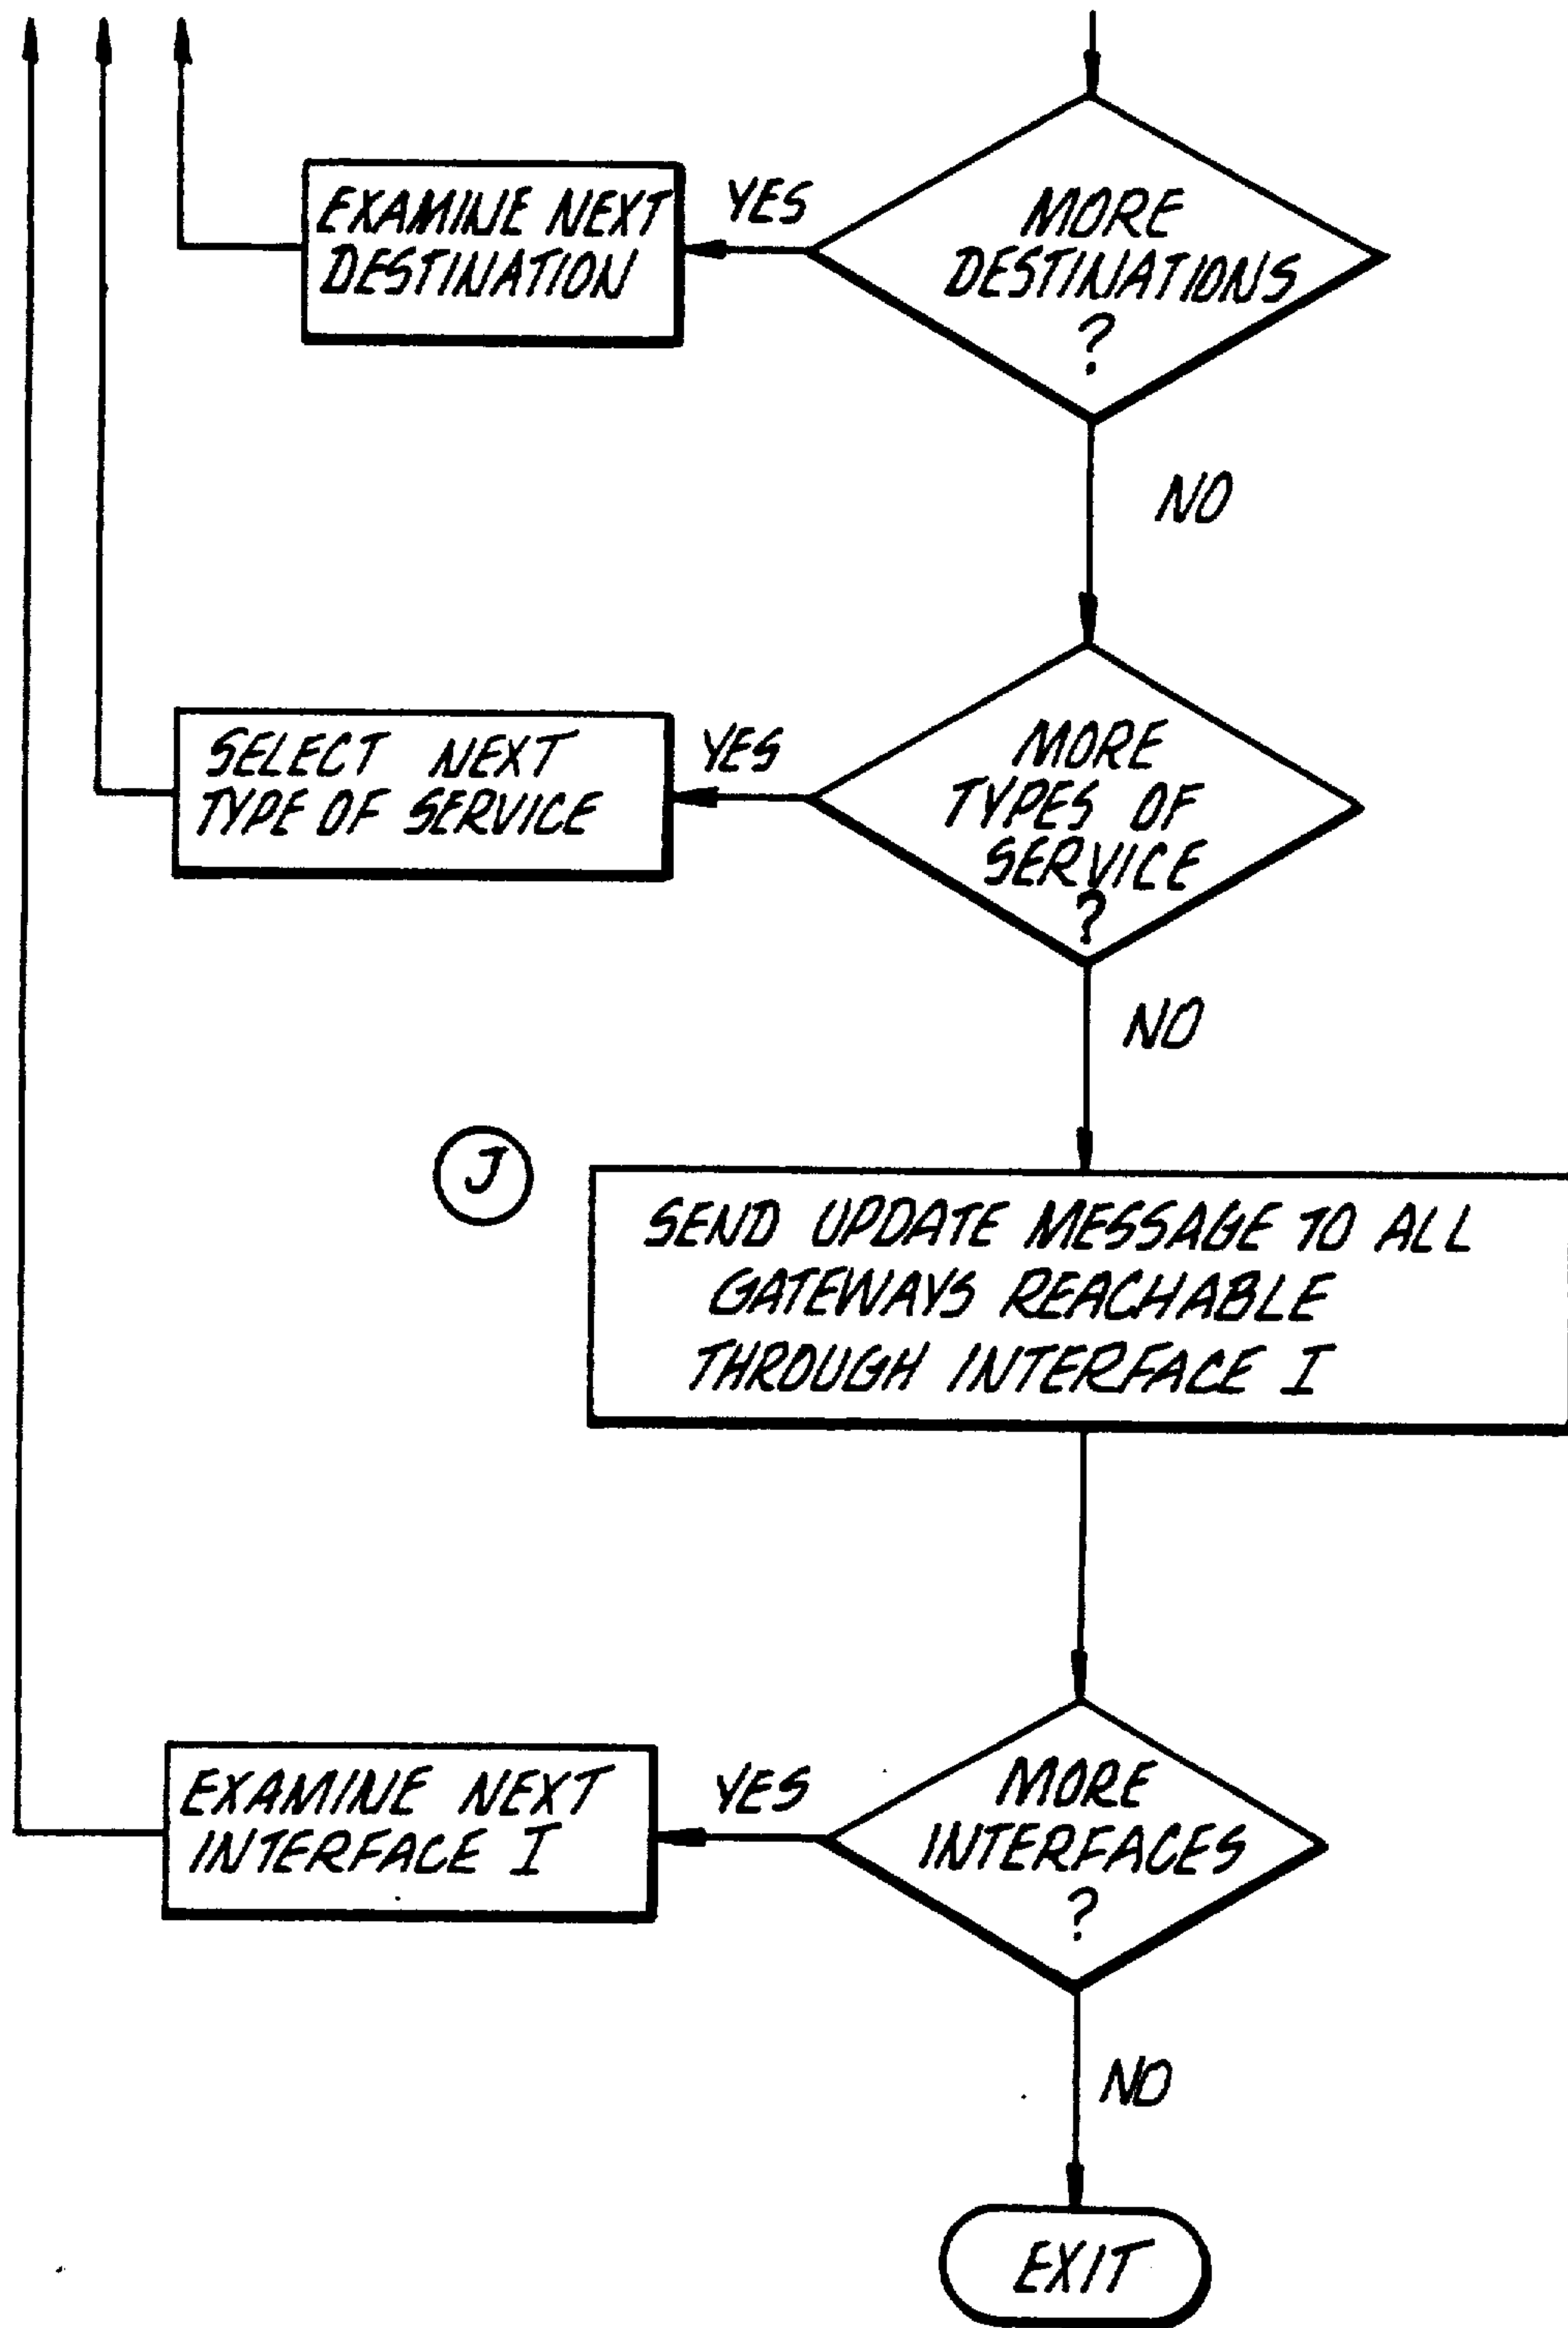 MORE
DESTINATIONS
?
YES
EXAMINE NEXT
DESTINATION
NO
MORE
TYPES OF
SERVICE
?
YES
SELECT NEXT
TYPE OF SERVICE
NO
J
SEND UPDATE MESSAGE TO ALL
GATEWAYS REACHABLE
THROUGH INTERFACE I
MORE
INTERFACES
?
YES
EXAMINE NEXT
INTERFACE I
NO
EXIT